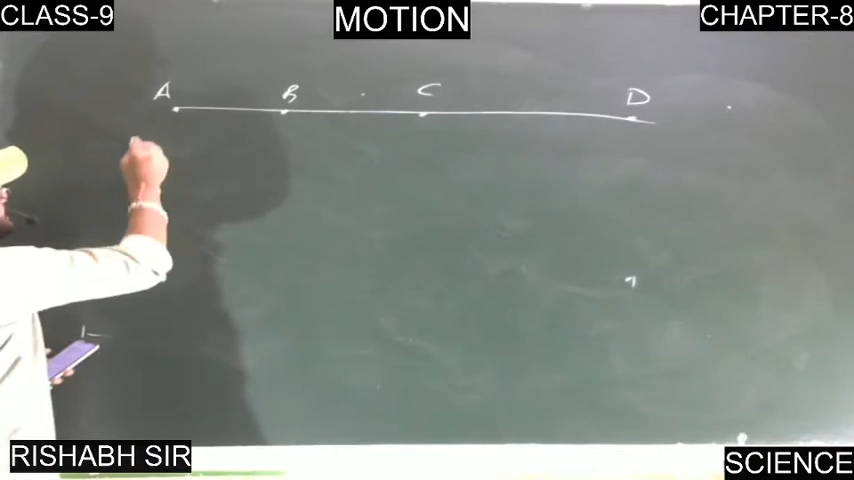 CLASS-9 MOTION CHAPTER-8
A B C D
RISHABH SIR SCIENCE